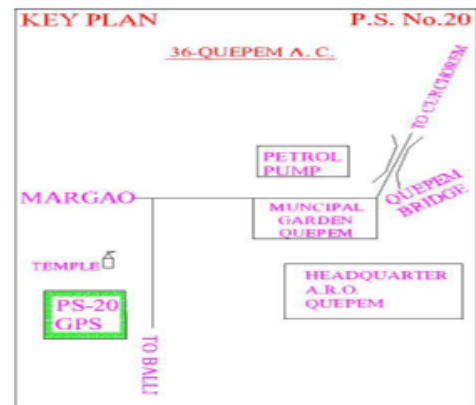 KEY PLAN P.S. No.20
36-QUEPEM A. C.
TO CURCHOREM
PETROL
PUMP
MARGAO
QUEPEM
BRIDGE
MUNCIPAL
GARDEN
QUEPEM
TEMPLE
HEADQUARTER
A.R.O.
QUEPEM
PS-20
GPS
TO BALLI